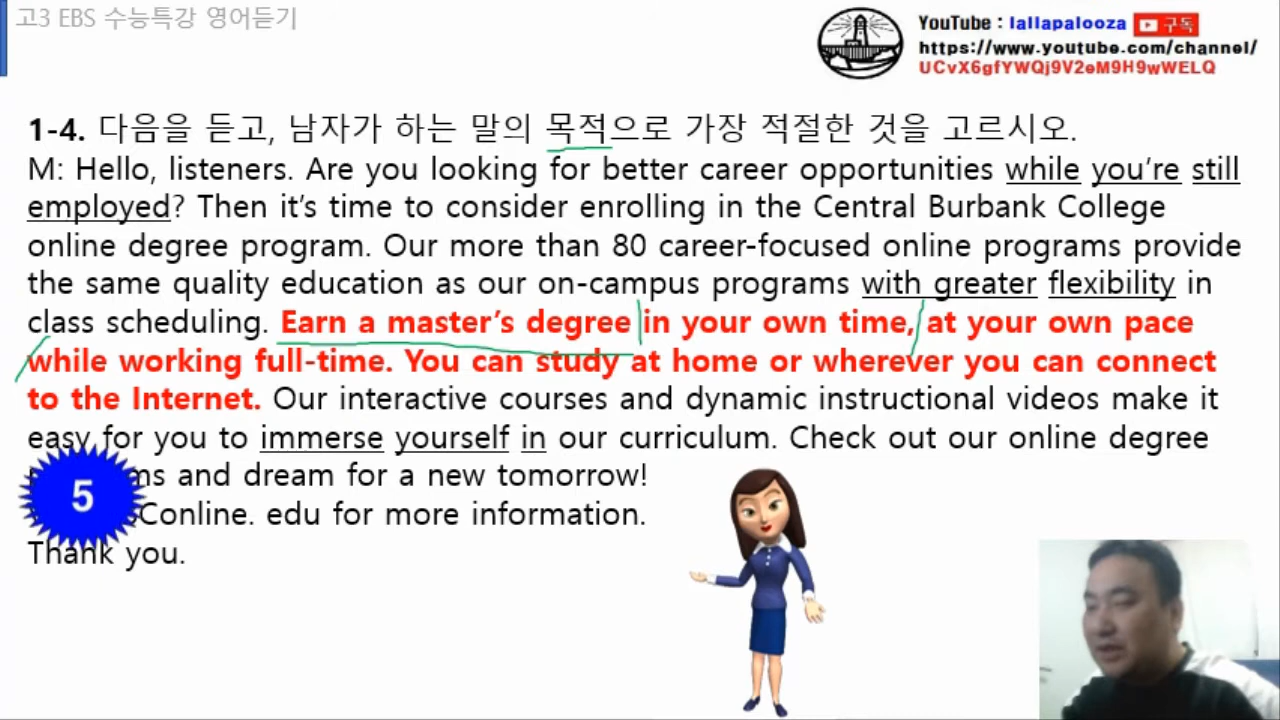 고3 EBS 수능특강 영어듣기
YouTube : lallapalooza 구독
https://www.youtube.com/channel/
UCvX6gfYWQj9V2eM9H9wWELQ
1-4. 다음을 듣고, 남자가 하는 말의 목적으로 가장 적절한 것을 고르시오.
M: Hello, listeners. Are you looking for better career opportunities while you’re still
employed? Then it’s time to consider enrolling in the Central Burbank College
online degree program. Our more than 80 career-focused online programs provide
the same quality education as our on-campus programs with greater flexibility in
class scheduling. Earn a master’s degree in your own time, at your own pace
while working full-time. You can study at home or wherever you can connect
to the Internet. Our interactive courses and dynamic instructional videos make it
easy for you to immerse yourself in our curriculum. Check out our online degree
and dream for a new tomorrow!
5
Conline. edu for more information.
Thank you.